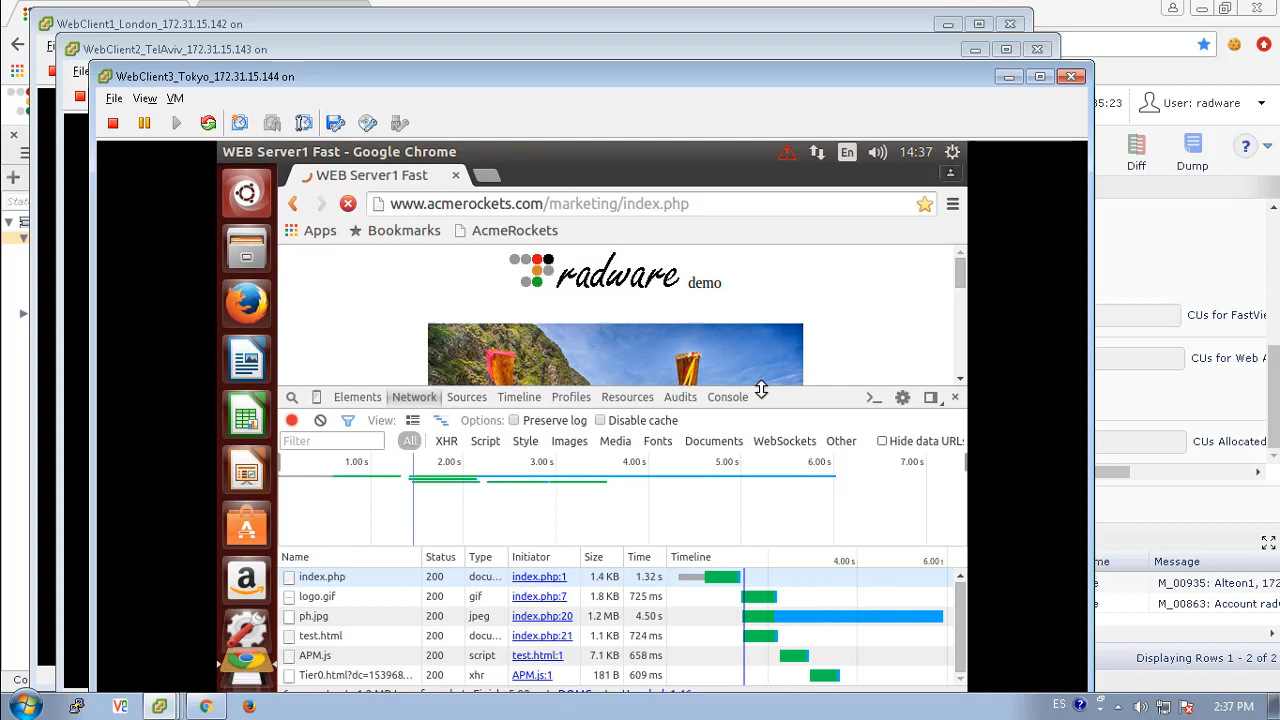 WebClient1_London_172.31.15.142 on
WebClient2_TelAviv_172.31.15.143 on
WebClient3_Tokyo_172.31.15.144 on
File View VM
35:23 User: radware
WEB Server1 Fast - Google Chrome En 14:37
WEB Server1 Fast
www.acmerockets.com/marketing/index.php
Apps Bookmarks AcmeRockets
Diff Dump
radware demo
Elements Network Sources Timeline Profiles Resources Audits Console
View: Options: Preserve log Disable cache
Filter All XHR Script Style Images Media Fonts Documents WebSockets Other Hide data URLs
1.00 s 2.00 s 3.00 s 4.00 s 5.00 s 6.00 s 7.00 s
CUs for FastVie
CUs for Web A
CUs Allocated
Name Status Type Initiator Size Time Timeline 4.00 s 6.00 s
index.php 200 docu... index.php:1 1.4 KB 1.32 s
logo.gif 200 gif index.php:7 1.8 KB 725 ms
ph.jpg 200 jpeg index.php:20 1.2 MB 4.50 s
test.html 200 docu... index.php:21 1.1 KB 724 ms
APM.js 200 script test.html:1 7.1 KB 658 ms
Tier0.html?dc=153968... 200 xhr APM.js:1 181 B 609 ms
Message
M_00935: Alteon1, 172
M_00863: Account rad
Displaying Rows 1 - 2 of 2
ES 2:37 PM